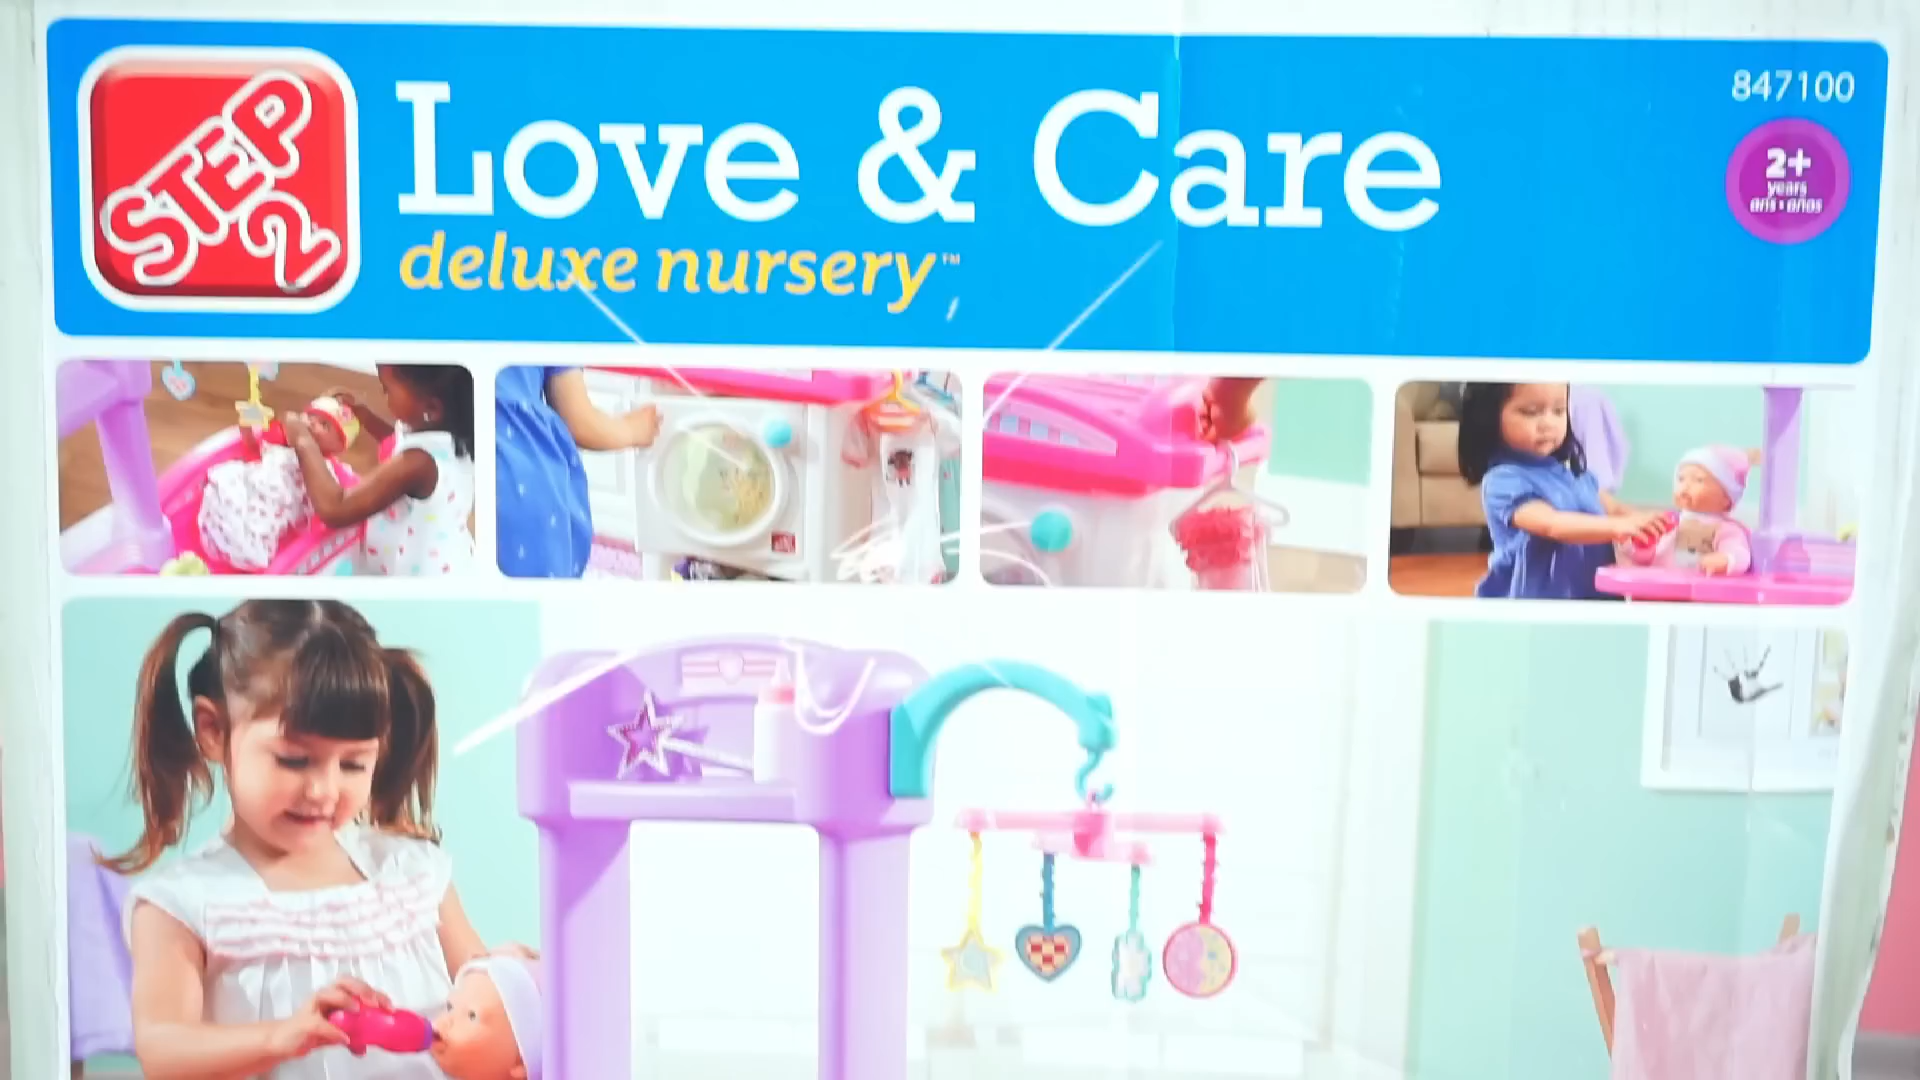 STEP
2
Love & Care
deluxe nursery™
847100
2+
years
ans • años